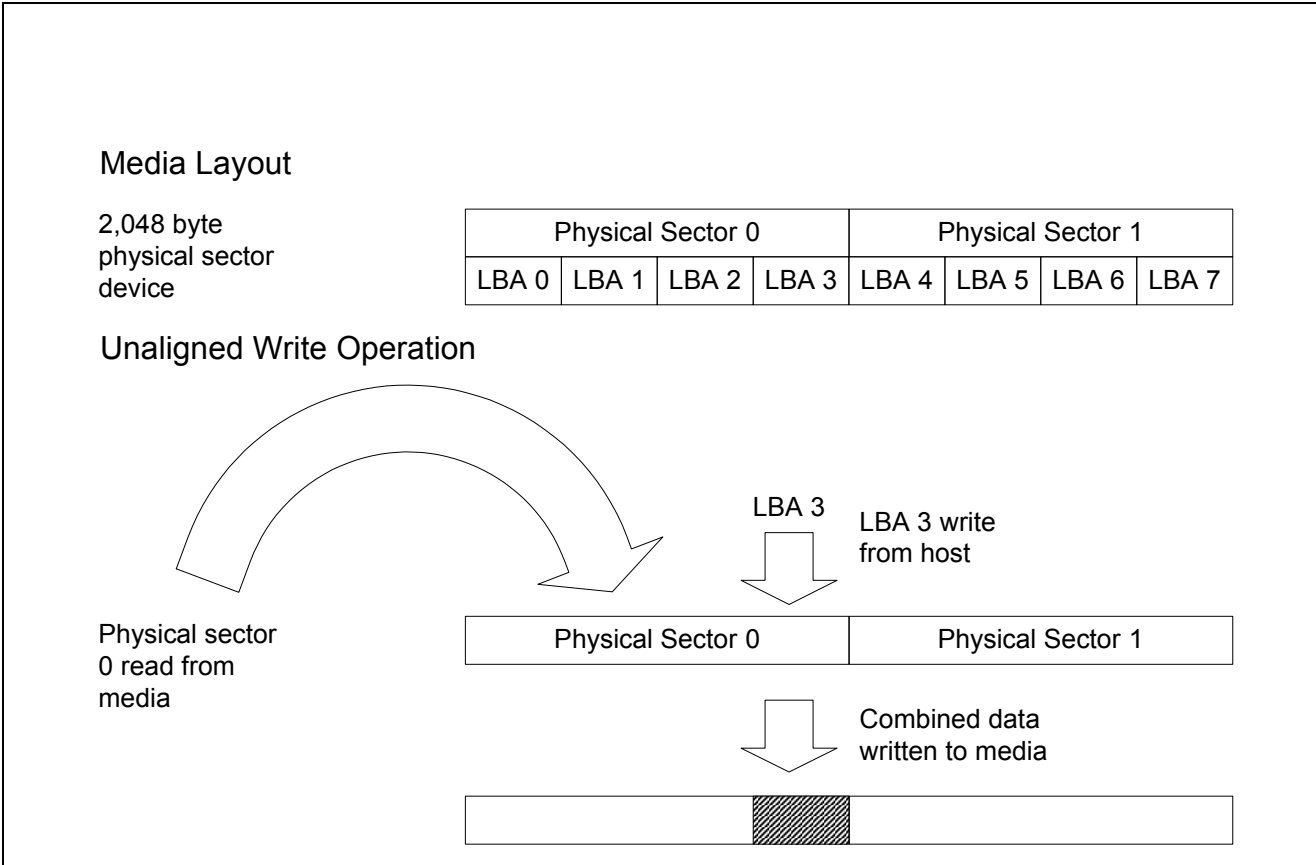 Media Layout
2,048 byte
physical sector
device
Physical Sector 0 Physical Sector 1
LBA 0 LBA 1 LBA 2 LBA 3 LBA 4 LBA 5 LBA 6 LBA 7
Unaligned Write Operation
LBA 3
LBA 3 write
from host
Physical sector
0 read from
media
Physical Sector 0 Physical Sector 1
Combined data
written to media